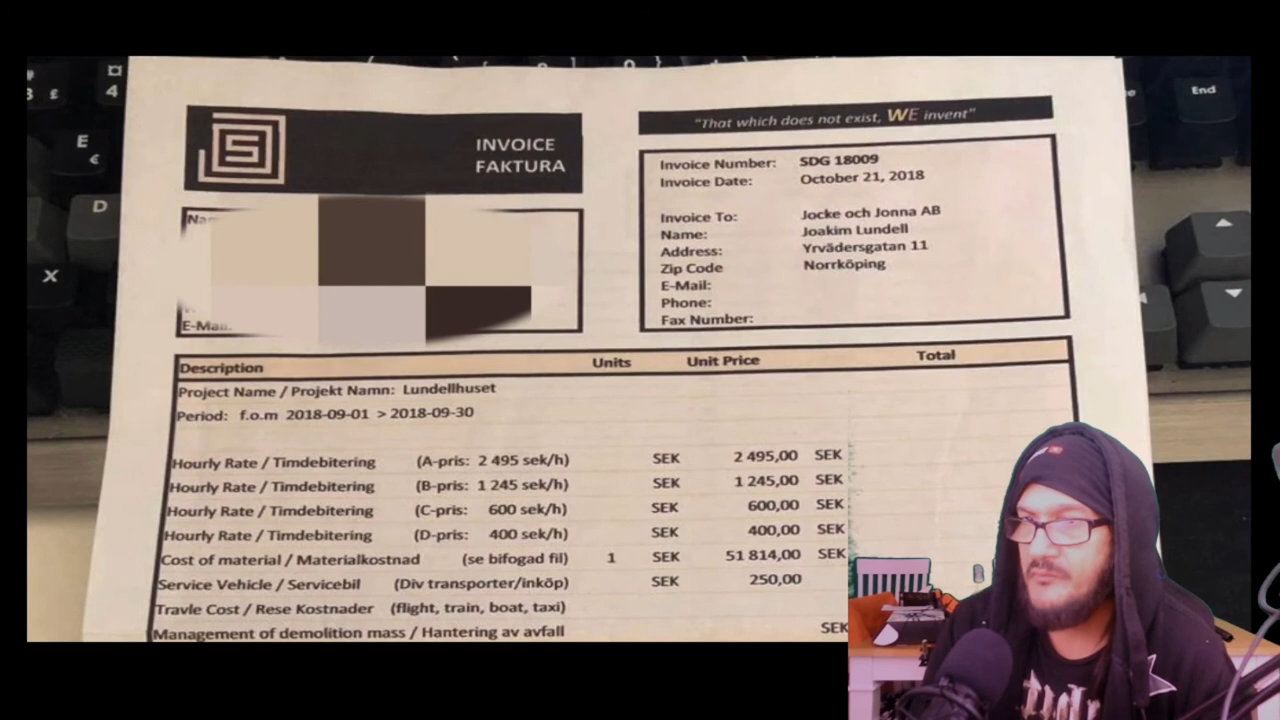 INVOICE
FAKTURA
"That which does not exist, WE invent"
Invoice Number: SDG 18009
Invoice Date: October 21, 2018
Invoice To: Jocke och Jonna AB
Name: Joakim Lundell
Address: Yrvädersgatan 11
Zip Code Norrköping
E-Mail:
Phone:
Fax Number:
E-Mail:
Description Units Unit Price Total
Project Name / Projekt Namn: Lundellhuset
Period: f.o.m 2018-09-01 > 2018-09-30
Hourly Rate / Timdebitering (A-pris: 2 495 sek/h) SEK 2 495,00 SEK
Hourly Rate / Timdebitering (B-pris: 1 245 sek/h) SEK 1 245,00 SEK
Hourly Rate / Timdebitering (C-pris: 600 sek/h) SEK 600,00 SEK
Hourly Rate / Timdebitering (D-pris: 400 sek/h) SEK 400,00 SEK
Cost of material / Materialkostnad (se bifogad fil) 1 SEK 51 814,00 SEK
Service Vehicle / Servicebil (Div transporter/inköp) SEK 250,00
Travle Cost / Rese Kostnader (flight, train, boat, taxi)
Management of demolition mass / Hantering av avfall SEK
3 £
¤
4
E
€
D
X
End